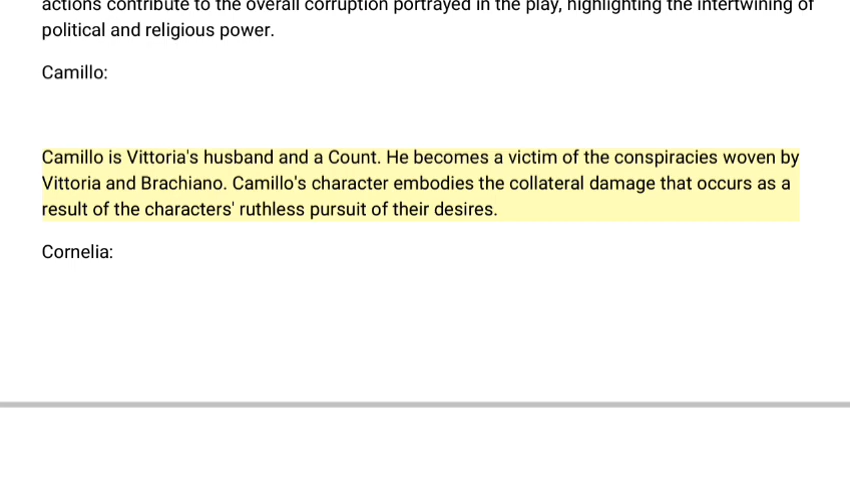 actions contribute to the overall corruption portrayed in the play, highlighting the intertwining of
political and religious power.
Camillo:
Camillo is Vittoria's husband and a Count. He becomes a victim of the conspiracies woven by
Vittoria and Brachiano. Camillo's character embodies the collateral damage that occurs as a
result of the characters' ruthless pursuit of their desires.
Cornelia: